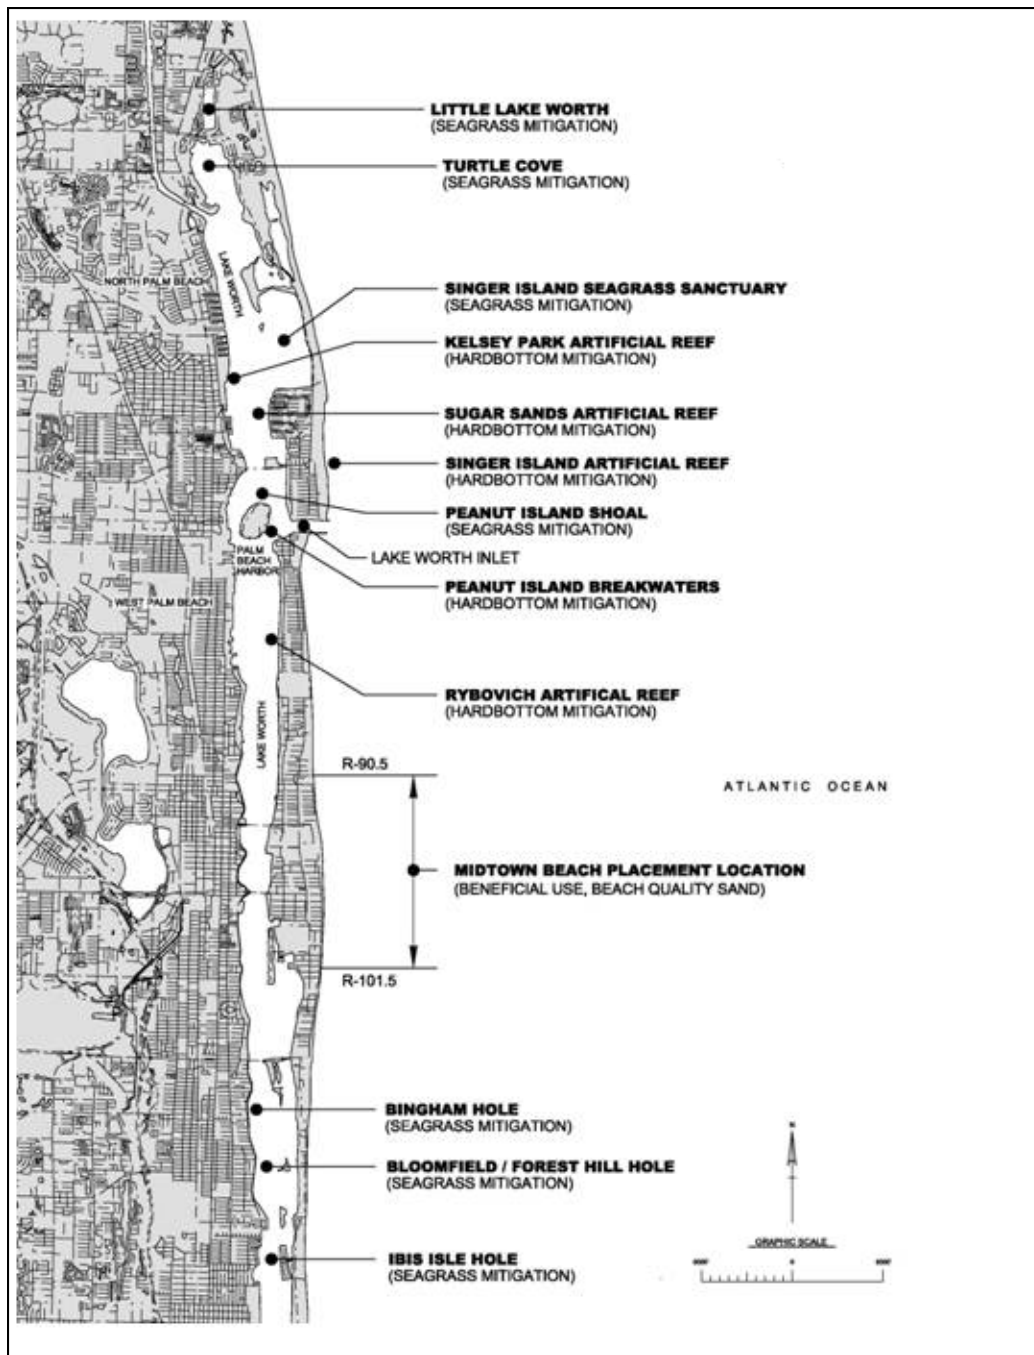 LITTLE LAKE WORTH
(SEAGRASS MITIGATION)
TURTLE COVE
(SEAGRASS MITIGATION)
LAKE WORTH
NORTH PALM BEACH
SINGER ISLAND SEAGRASS SANCTUARY
(SEAGRASS MITIGATION)
KELSEY PARK ARTIFICIAL REEF
(HARDBOTTOM MITIGATION)
SUGAR SANDS ARTIFICIAL REEF
(HARDBOTTOM MITIGATION)
SINGER ISLAND ARTIFICIAL REEF
(HARDBOTTOM MITIGATION)
PEANUT ISLAND SHOAL
(SEAGRASS MITIGATION)
PALM
BEACH
HARBOR
LAKE WORTH INLET
PEANUT ISLAND BREAKWATERS
(HARDBOTTOM MITIGATION)
WEST PALM BEACH
RYBOVICH ARTIFICAL REEF
(HARDBOTTOM MITIGATION)
LAKE WORTH
R-90.5
ATLANTIC OCEAN
MIDTOWN BEACH PLACEMENT LOCATION
(BENEFICIAL USE, BEACH QUALITY SAND)
R-101.5
BINGHAM HOLE
(SEAGRASS MITIGATION)
N
BLOOMFIELD / FOREST HILL HOLE
(SEAGRASS MITIGATION)
GRAPHIC SCALE
IBIS ISLE HOLE
(SEAGRASS MITIGATION)
0